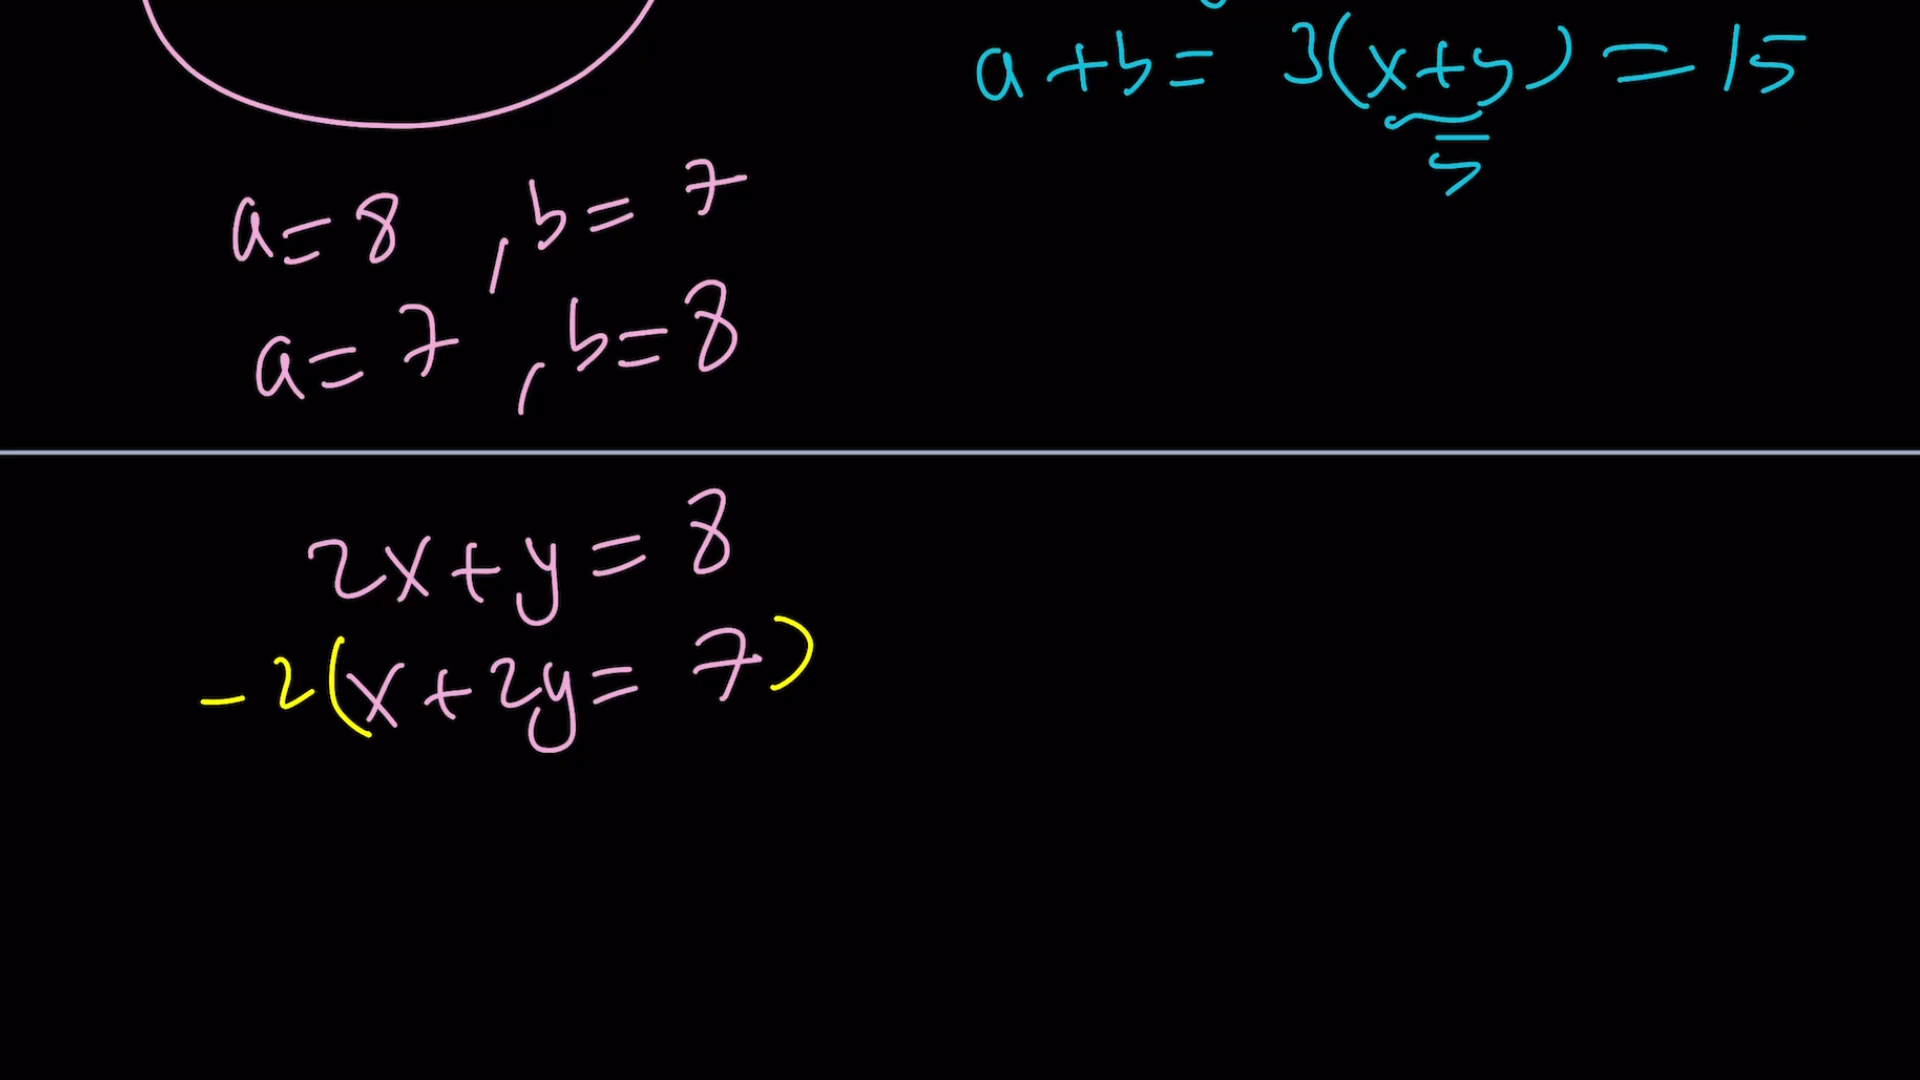 a+b= 3(x+y) = 15
5
a=8 , b=7
a=7 , b=8
2x+y=8
-2(x+2y=7)